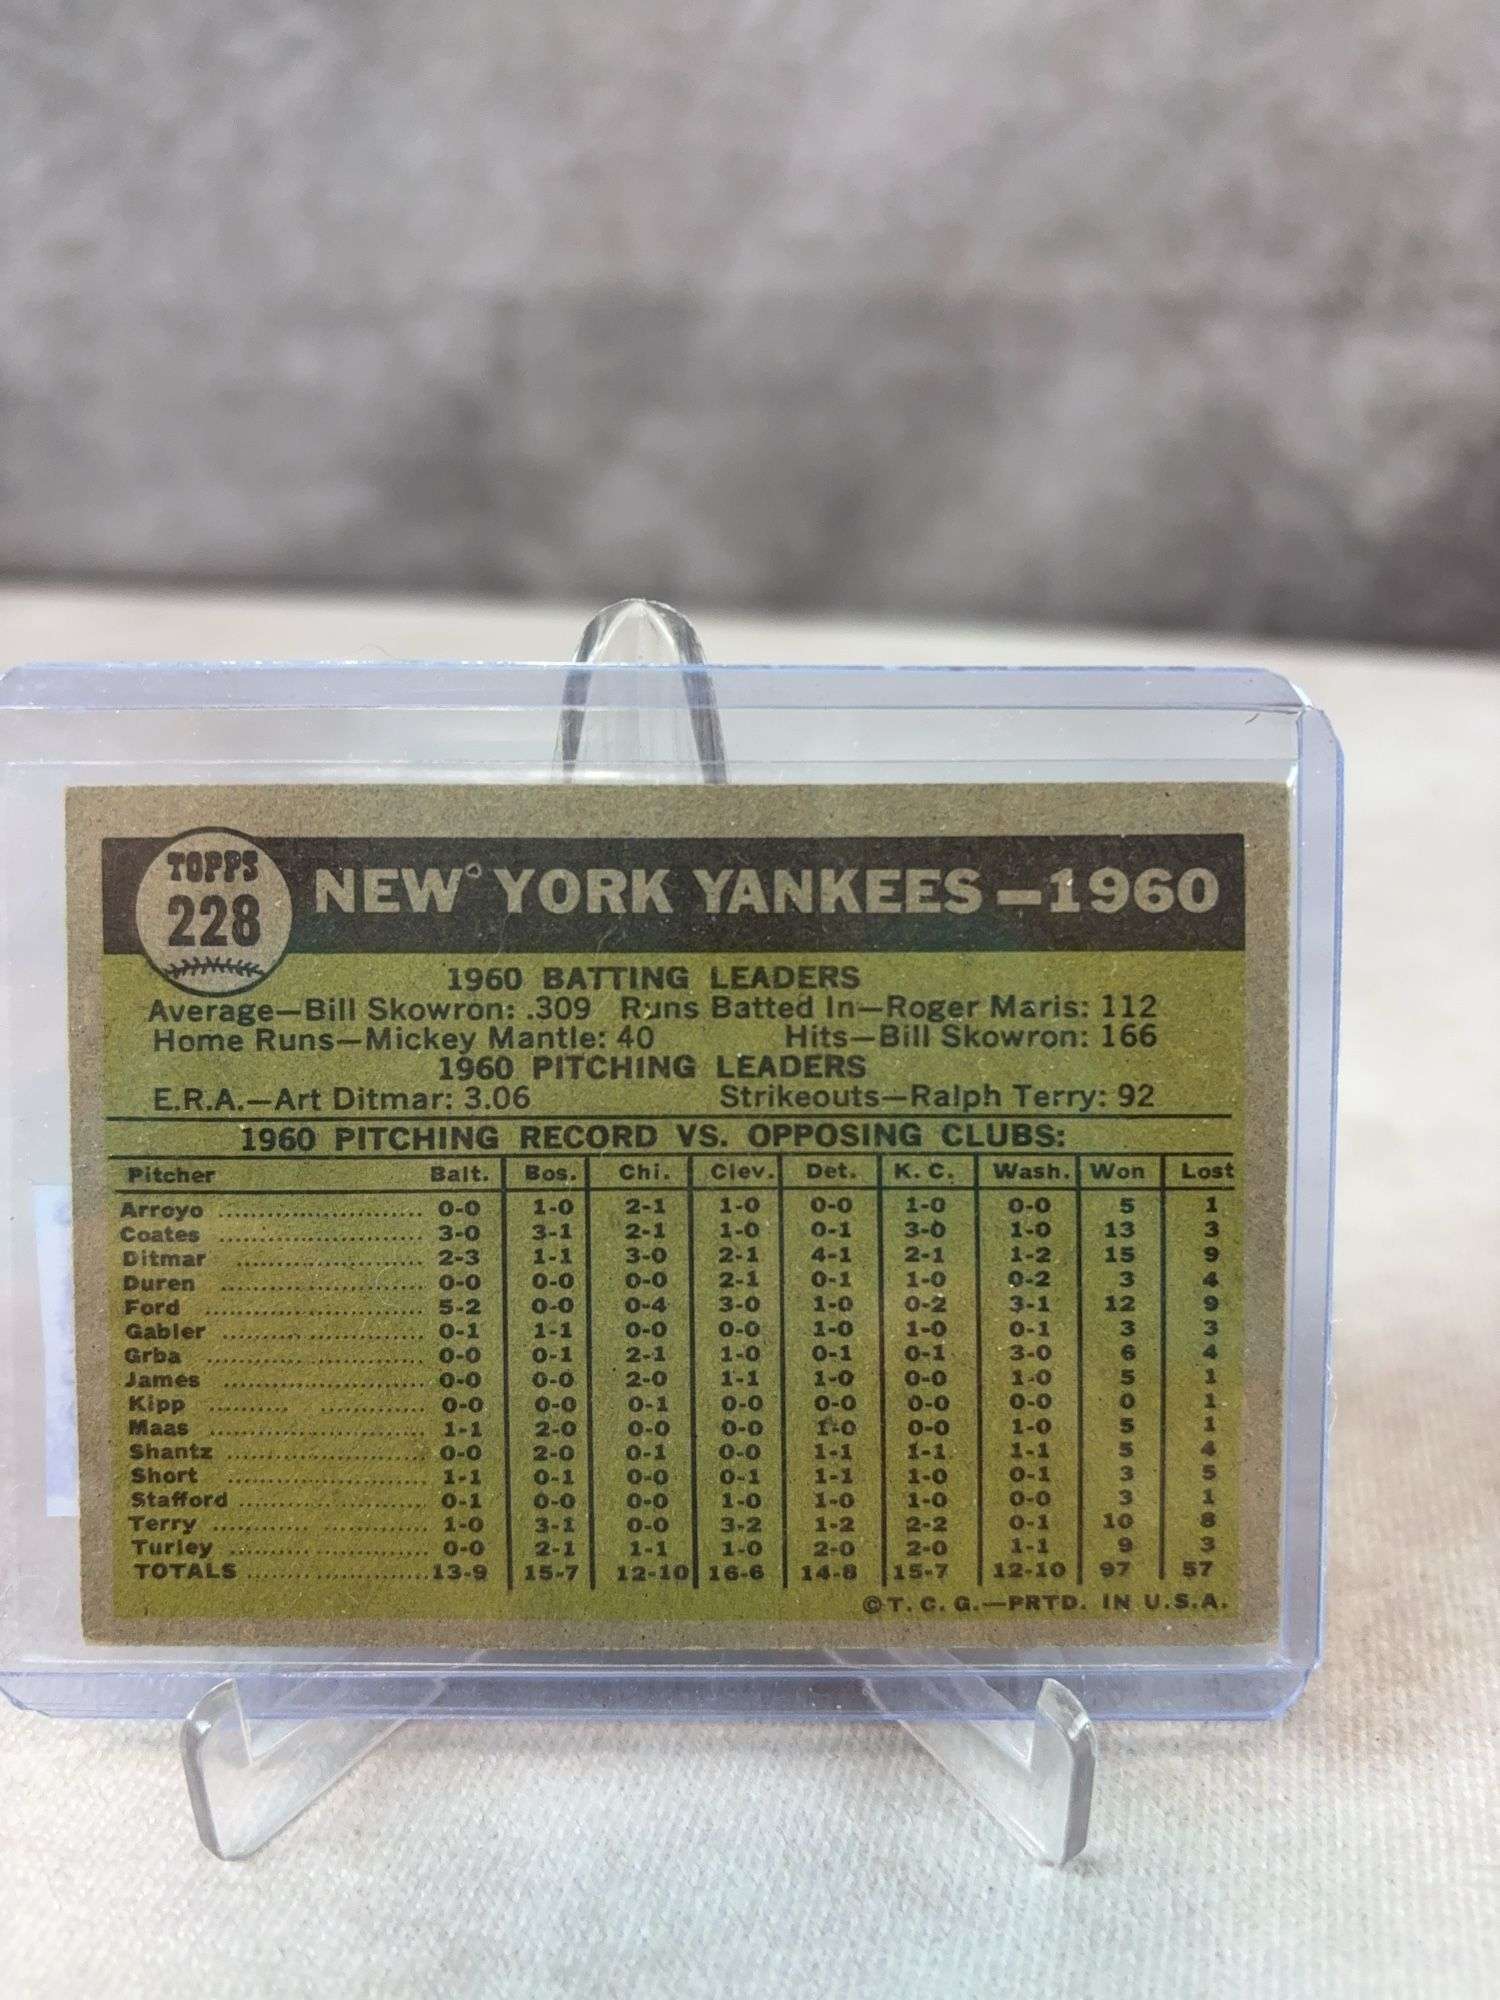 TOPPS
228
NEW YORK YANKEES—1960
1960 BATTING LEADERS
Average—Bill Skowron: .309 Runs Batted In—Roger Maris: 112
Home Runs—Mickey Mantle: 40 Hits—Bill Skowron: 166
1960 PITCHING LEADERS
E.R.A.—Art Ditmar: 3.06 Strikeouts—Ralph Terry: 92
1960 PITCHING RECORD VS. OPPOSING CLUBS:
Pitcher Balt. Bos. Chi. Clev. Det. K. C. Wash. Won Lost
Arroyo 0-0 1-0 2-1 1-0 0-0 1-0 0-0 5 1
Coates 3-0 3-1 2-1 1-0 0-1 3-0 1-0 13 3
Ditmar 2-3 1-1 3-0 2-1 4-1 2-1 1-2 15 9
Duren 0-0 0-0 0-0 2-1 0-1 1-0 0-2 3 4
Ford 5-2 0-0 0-4 3-0 1-0 0-2 3-1 12 9
Gabler 0-1 1-1 0-0 0-0 1-0 1-0 0-1 3 3
Grba 0-0 0-1 2-1 1-0 0-1 0-1 3-0 6 4
James 0-0 0-0 2-0 1-1 1-0 0-0 1-0 5 1
Kipp 0-0 0-0 0-1 0-0 0-0 0-0 0-0 0 1
Maas 1-1 2-0 0-0 0-0 1-0 0-0 1-0 5 1
Shantz 0-0 2-0 0-1 0-0 1-1 1-1 1-1 5 4
Short 1-1 0-1 0-0 0-1 1-1 1-0 0-1 3 5
Stafford 0-1 0-0 0-0 1-0 1-0 1-0 0-0 3 1
Terry 1-0 3-1 0-0 3-2 1-2 2-2 0-1 10 8
Turley 0-0 2-1 1-1 1-0 2-0 2-0 1-1 9 3
TOTALS 13-9 15-7 12-10 16-6 14-8 15-7 12-10 97 57
©T. C. G.—PRTD. IN U.S.A.